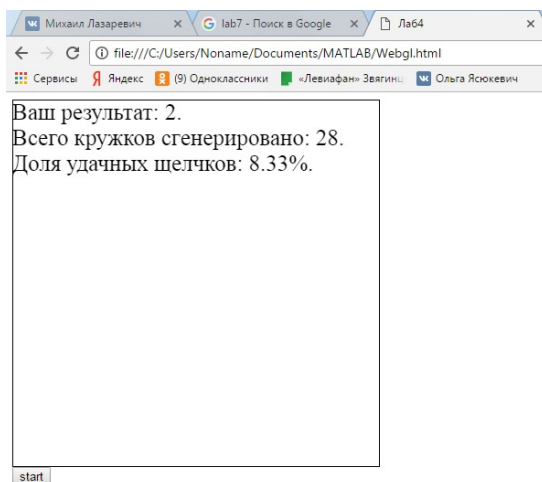 Михаил Лазаревич
lab7 - Поиск в Google
Ла64
file:///C:/Users/Noname/Documents/MATLAB/Webgl.html
Сервисы Яндекс (9) Одноклассники «Левиафан» Звягинц Ольга Ясюкевич
Ваш результат: 2.
Всего кружков сгенерировано: 28.
Доля удачных щелчков: 8.33%.
start